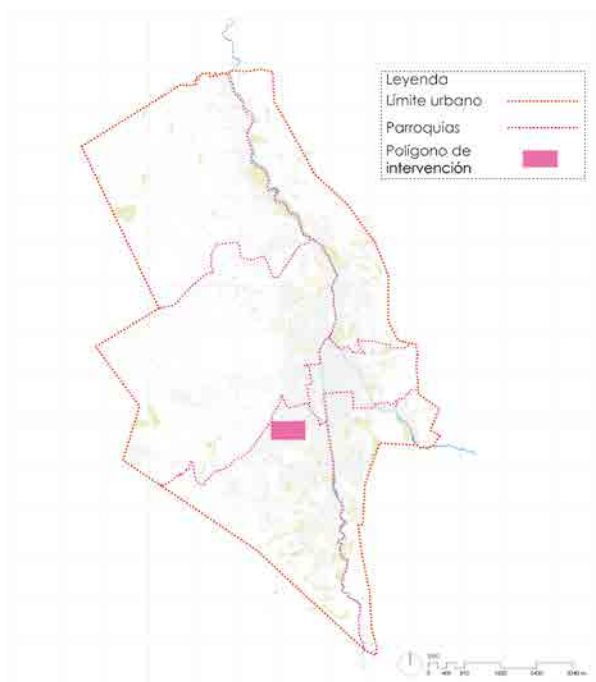 Leyenda
Límite urbano
Parroquias
Polígono de
intervención